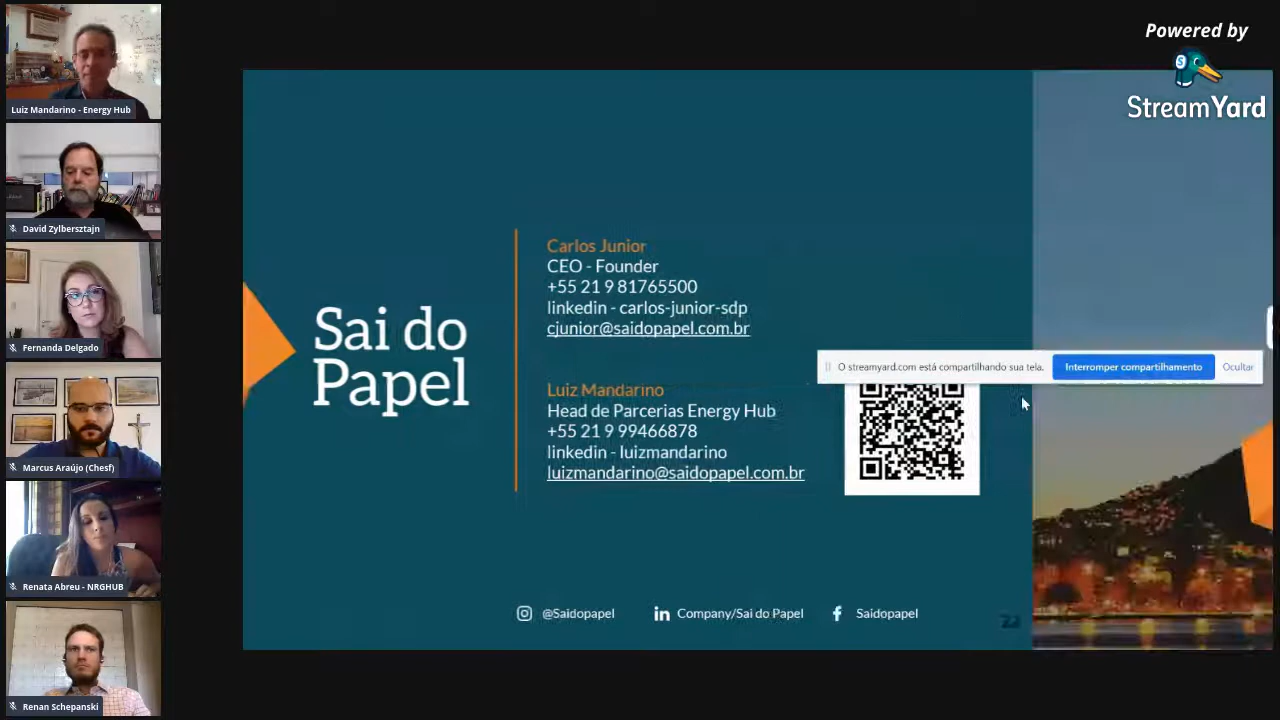 Luiz Mandarino - Energy Hub
David Zylbersztajn
Fernanda Delgado
Marcus Araújo (Chesf)
Renata Abreu - NRGHUB
Renan Schepanski
Powered by
StreamYard
Sai do
Papel
Carlos Junior
CEO - Founder
+55 21 9 81765500
linkedin - carlos-junior-sdp
cjunior@saidopapel.com.br
Luiz Mandarino
Head de Parcerias Energy Hub
+55 21 9 99466878
linkedin - luizmandarino
luizmandarino@saidopapel.com.br
O streamyard.com está compartilhando sua tela.
Interromper compartilhamento
Ocultar
@Saidopapel
Company/Sai do Papel
Saidopapel